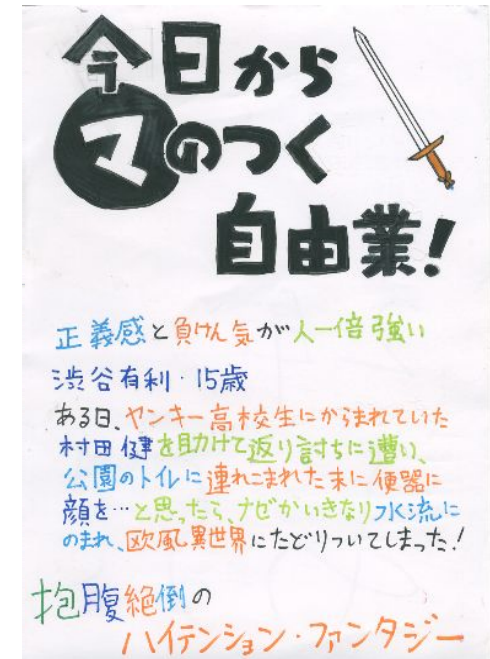 今日から
マのつく
自由業!
正義感と負けん気が人一倍強い
渋谷有利・15歳
ある日、ヤンキー高校生にからまれていた
村田健を助けて返り討ちに遭い、
公園のトイレに連れこまれた末に便器に
顔を…と思ったら、ナゼかいきなり水流に
のまれ、欧風異世界にたどりついてしまった!
抱腹絶倒の
ハイテンション・ファンタジー